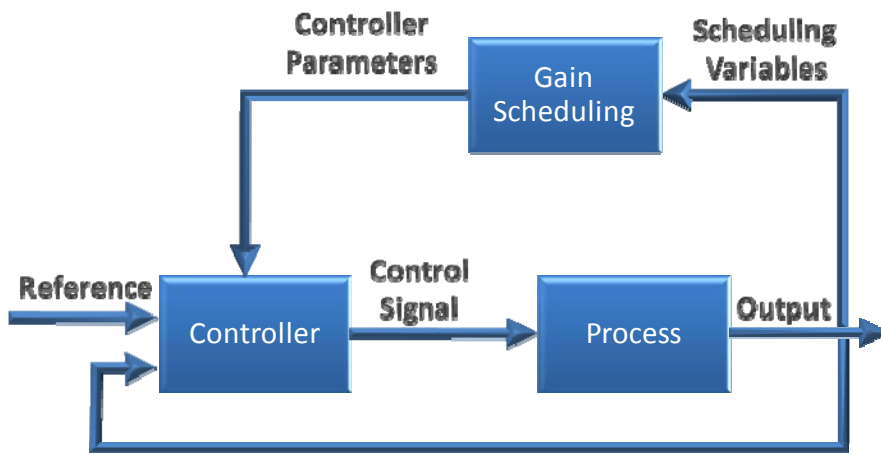 Controller
Parameters
Gain
Scheduling
Scheduling
Variables
Reference
Controller
Control
Signal
Process
Output